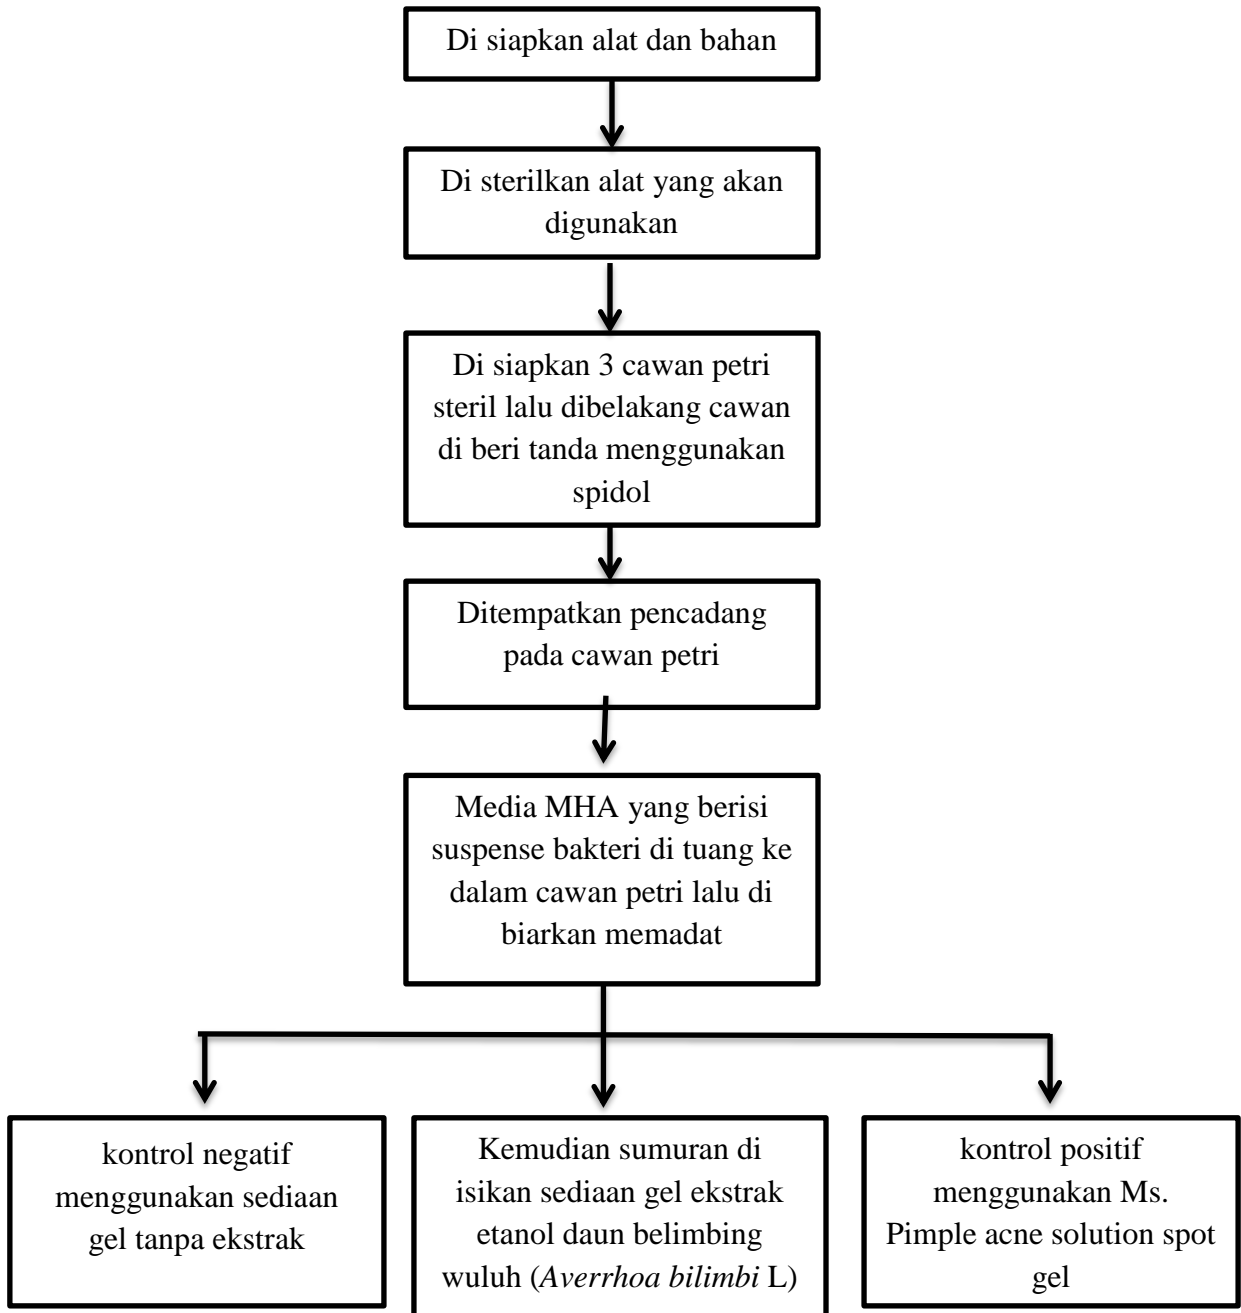 Di siapkan alat dan bahan
Di sterilkan alat yang akan
digunakan
Di siapkan 3 cawan petri
steril lalu dibelakang cawan
di beri tanda menggunakan
spidol
Ditempatkan pencadang
pada cawan petri
Media MHA yang berisi
suspense bakteri di tuang ke
dalam cawan petri lalu di
biarkan memadat
kontrol negatif
menggunakan sediaan
gel tanpa ekstrak
Kemudian sumuran di
isikan sediaan gel ekstrak
etanol daun belimbing
wuluh (Averrhoa bilimbi L)
kontrol positif
menggunakan Ms.
Pimple acne solution spot
gel